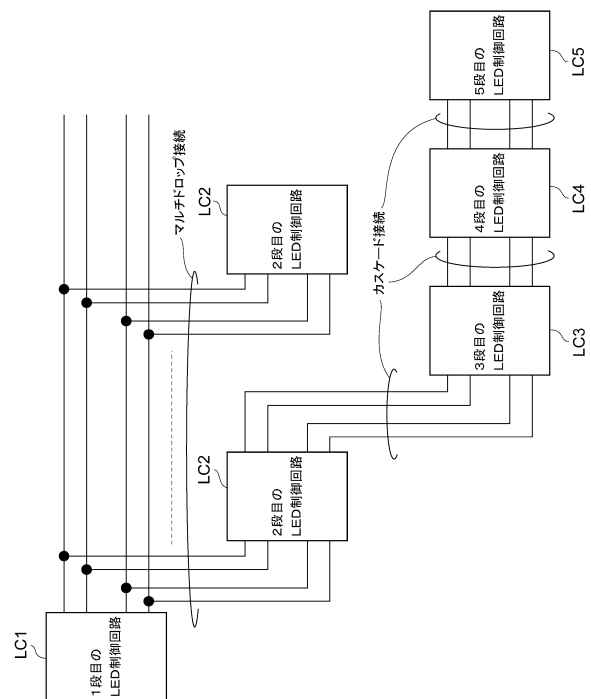 LC1
1段目の
LED制御回路
マルチドロップ接続
LC2
2段目の
LED制御回路
LC2
2段目の
LED制御回路
カスケード接続
3段目の
LED制御回路
LC3
4段目の
LED制御回路
LC4
5段目の
LED制御回路
LC5